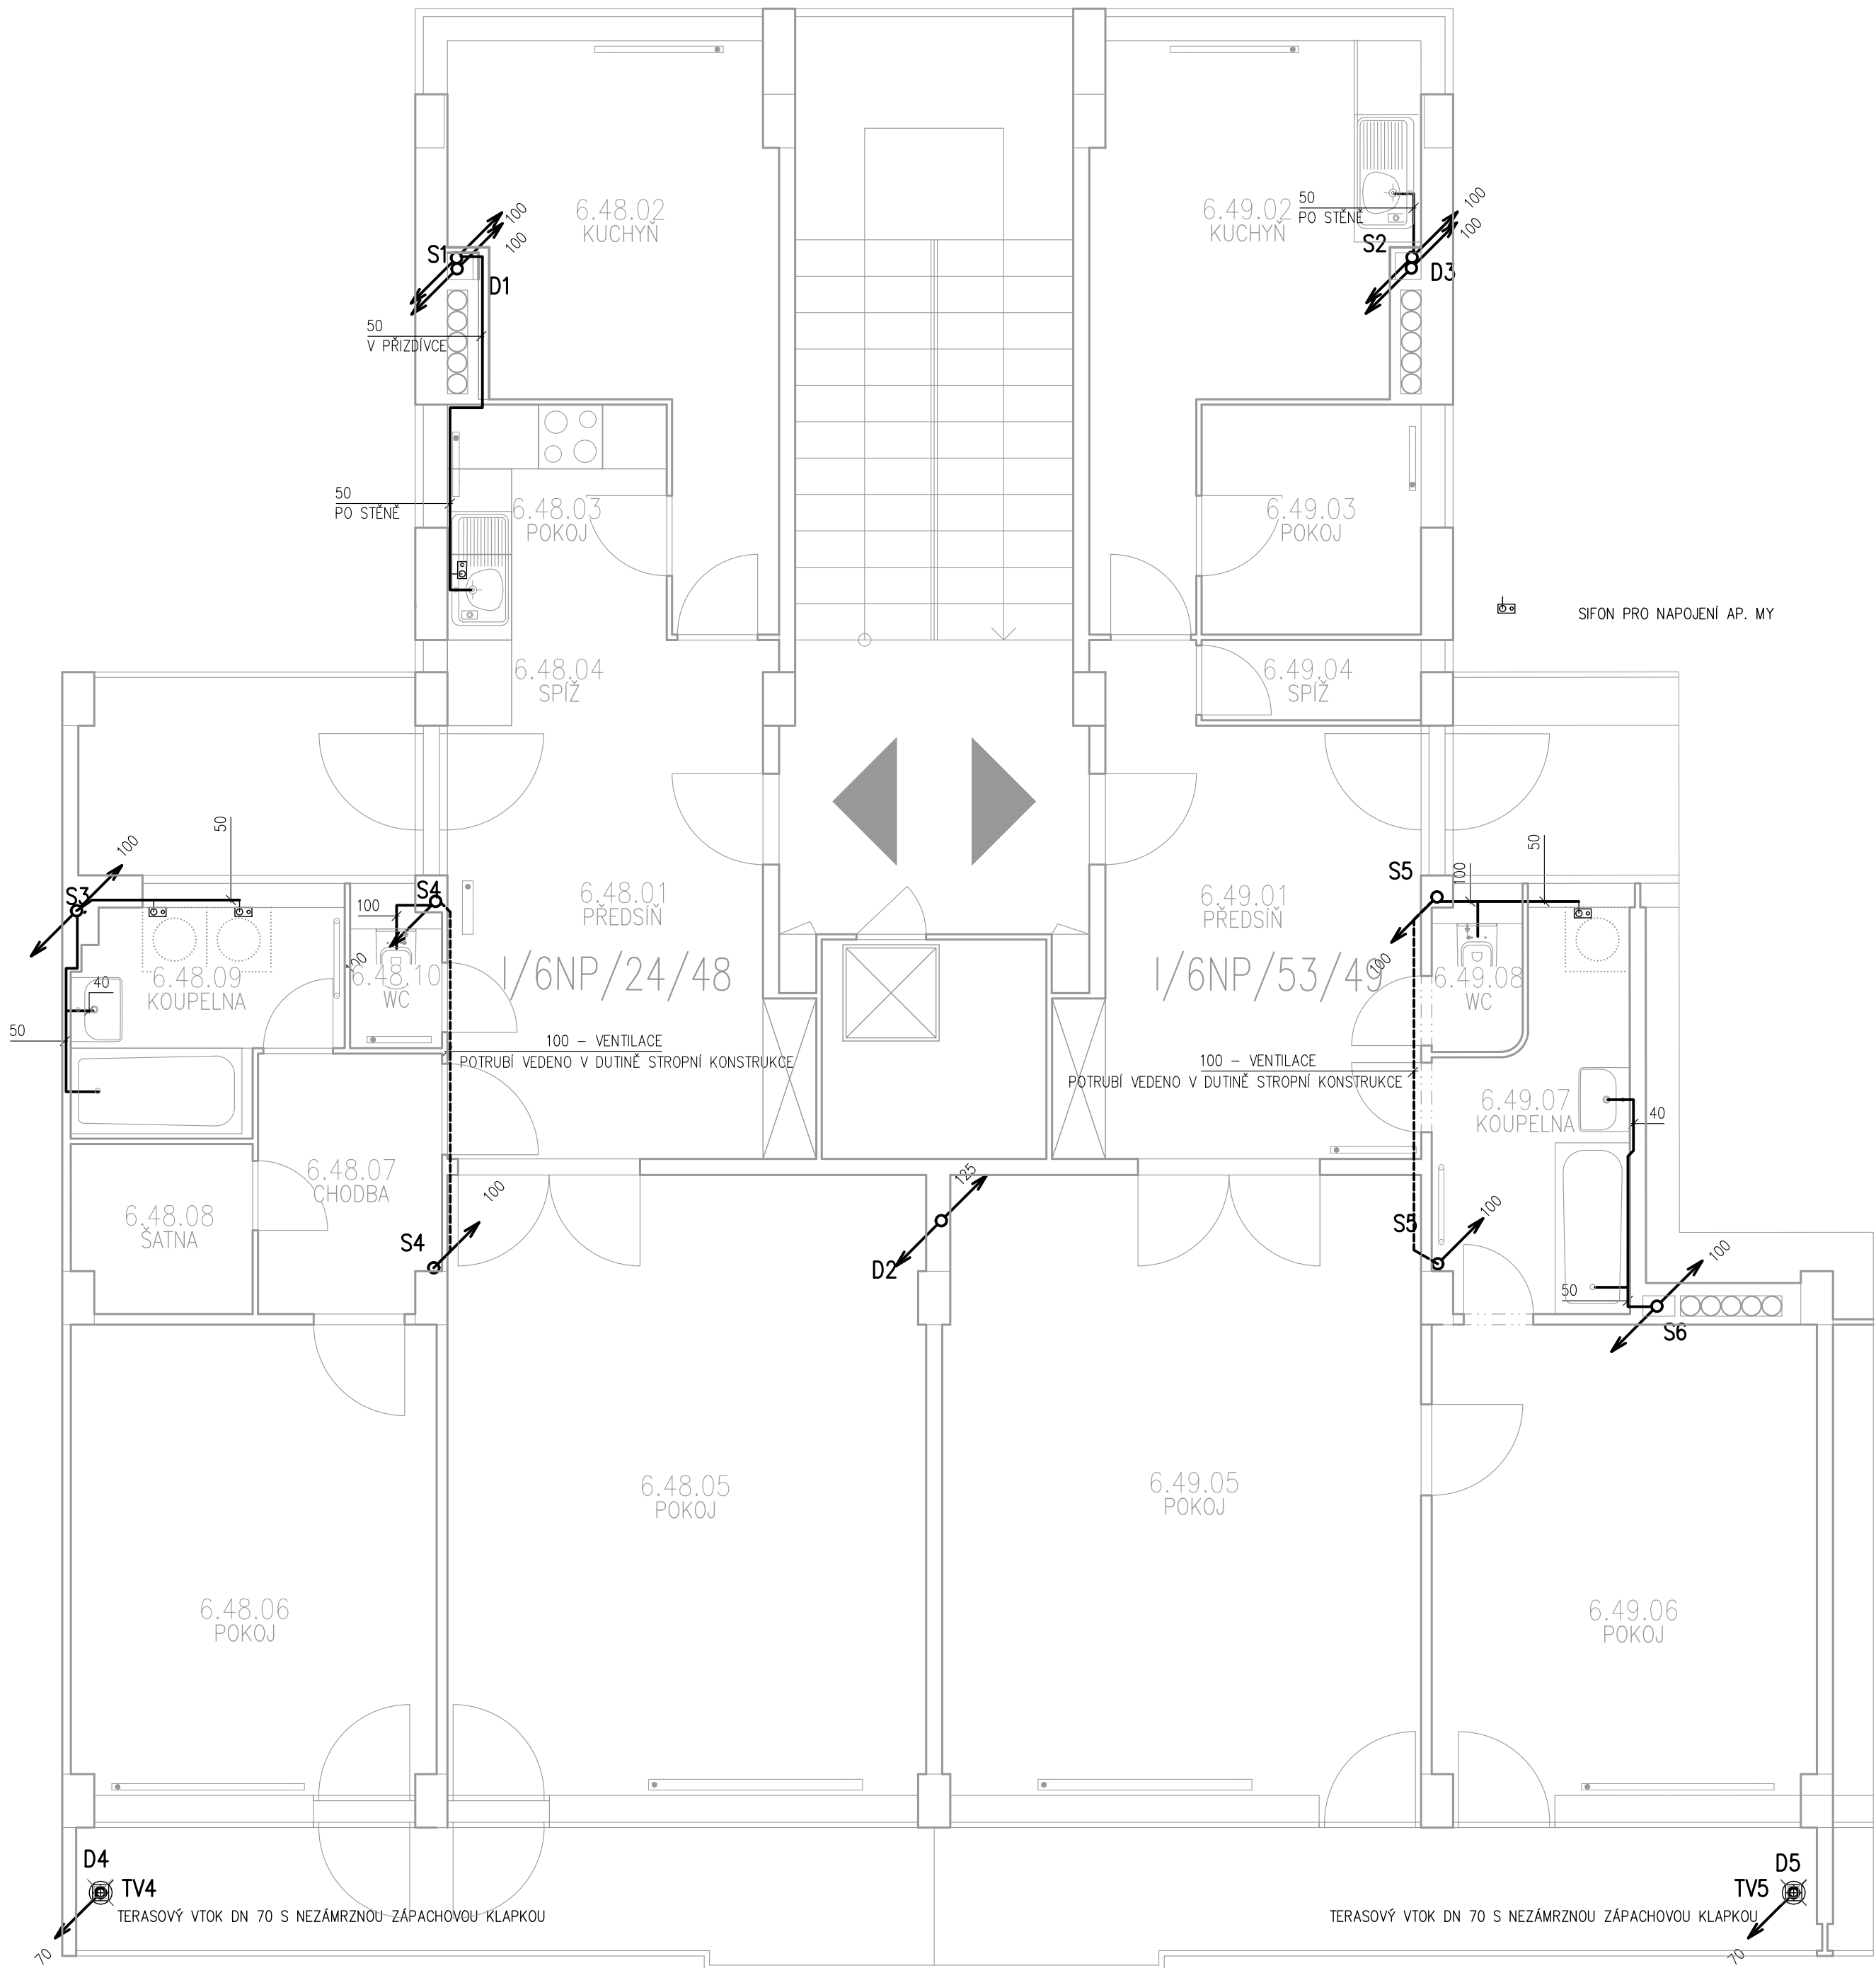 6.48.02
KUCHYŇ
6.49.02
KUCHYŇ
50
PO STĚNĚ
100
100
100
100
S1
D1
S2
D3
50
V PŘIZDÍVCE
50
PO STĚNĚ
6.48.03
POKOJ
6.49.03
POKOJ
SIFON PRO NAPOJENÍ AP. MY
6.48.04
SPÍŽ
6.49.04
SPÍŽ
100
50
S3
S4
100
6.48.01
PŘEDSÍŇ
6.49.01
PŘEDSÍŇ
S5
100
50
I/6NP/24/48
I/6NP/53/49
100
6.48.09
KOUPELNA
40
50
6.48.10
WC
6.49.08
WC
100 – VENTILACE
POTRUBÍ VEDENO V DUTINĚ STROPNÍ KONSTRUKCE
100 – VENTILACE
POTRUBÍ VEDENO V DUTINĚ STROPNÍ KONSTRUKCE
6.49.07
KOUPELNA
40
6.48.07
CHODBA
6.48.08
ŠATNA
100
S4
125
D2
S5
100
100
50
S6
6.48.05
POKOJ
6.49.05
POKOJ
6.48.06
POKOJ
6.49.06
POKOJ
D4
TV4
TERASOVÝ VTOK DN 70 S NEZÁMRZNOU ZÁPACHOVOU KLAPKOU
70
D5
TV5
TERASOVÝ VTOK DN 70 S NEZÁMRZNOU ZÁPACHOVOU KLAPKOU
70